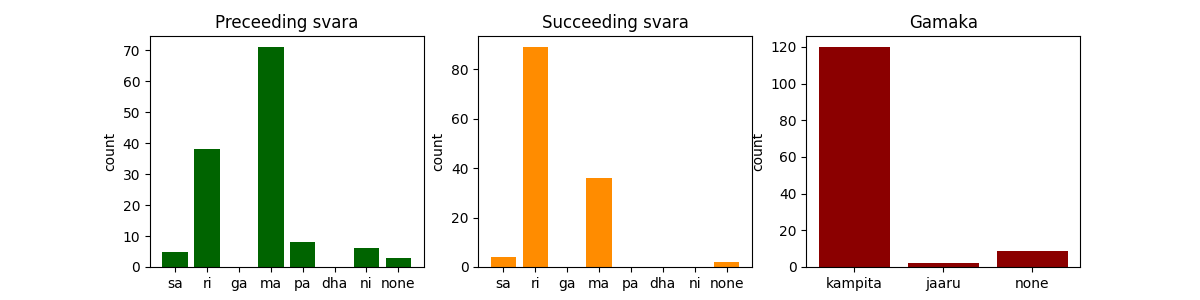 Preceeding svara
count
70
60
50
40
30
20
10
0
sa ri ga ma pa dha ni none
Succeeding svara
count
80
60
40
20
0
sa ri ga ma pa dha ni none
Gamaka
count
120
100
80
60
40
20
0
kampita jaaru none